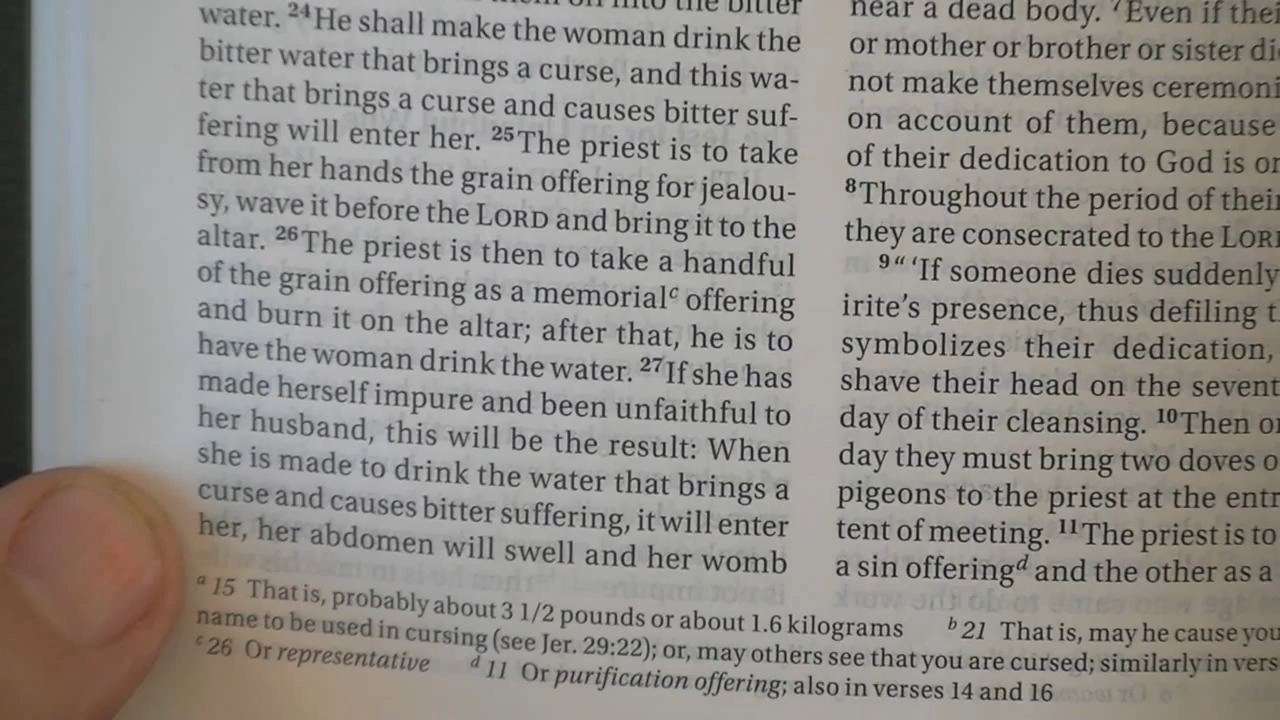 water. ²⁴He shall make the woman drink the
bitter water that brings a curse, and this wa-
ter that brings a curse and causes bitter suf-
fering will enter her. ²⁵The priest is to take
from her hands the grain offering for jealou-
sy, wave it before the LORD and bring it to the
altar. ²⁶The priest is then to take a handful
of the grain offering as a memorialᶜ offering
and burn it on the altar; after that, he is to
have the woman drink the water. ²⁷If she has
made herself impure and been unfaithful to
her husband, this will be the result: When
she is made to drink the water that brings a
curse and causes bitter suffering, it will enter
her, her abdomen will swell and her womb
near a dead body. ⁷Even if
or mother or brother or sister
not make themselves
on account of them, because
of their dedication to God is
⁸Throughout the period of
they are consecrated to the
⁹“ ‘If someone dies suddenly
irite’s presence, thus defiling
symbolizes their dedication,
shave their head on the
day of their cleansing. ¹⁰Then
day they must bring two doves
pigeons to the priest at the
tent of meeting. ¹¹The priest is to
a sin offeringᵈ and the other as a
ᵃ 15 That is, probably about 3 1/2 pounds or about 1.6 kilograms ᵇ 21 That is, may he cause
name to be used in cursing (see Jer. 29:22); or, may others see that you are cursed; similarly in
ᶜ 26 Or representative ᵈ 11 Or purification offering; also in verses 14 and 16